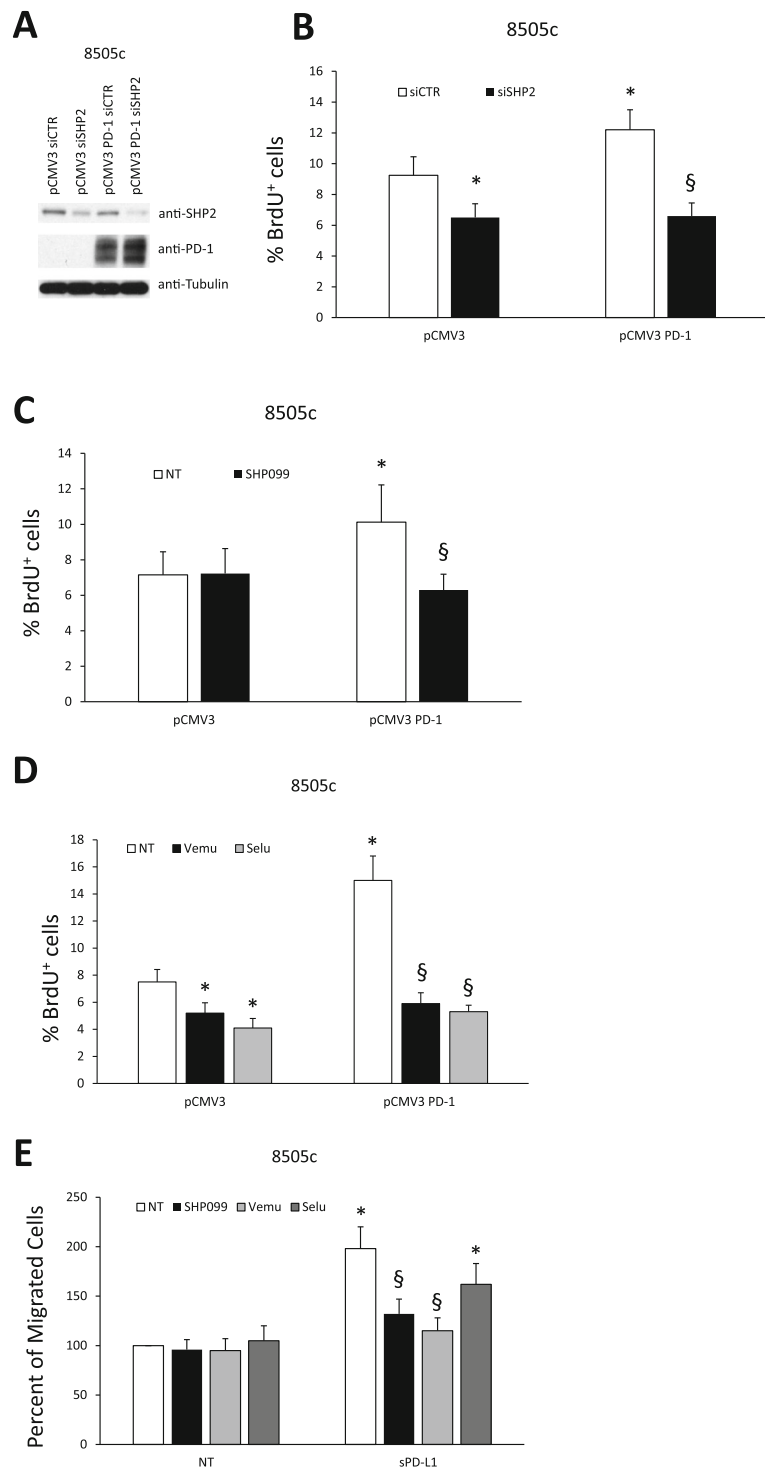 A
8505c
pCMV3 siCTR
pCMV3 siSHP2
pCMV3 PD-1 siCTR
pCMV3 PD-1 siSHP2
anti-SHP2
anti-PD-1
anti-Tubulin
B
8505c
% BrdU⁺ cells
16
14
12
10
8
6
4
2
0
siCTR siSHP2
*
*
§
pCMV3 pCMV3 PD-1
C
8505c
% BrdU⁺ cells
14
12
10
8
6
4
2
0
NT SHP099
*
§
pCMV3 pCMV3 PD-1
D
8505c
% BrdU⁺ cells
18
16
14
12
10
8
6
4
2
0
NT Vemu Selu
*
* * § §
pCMV3 pCMV3 PD-1
E
8505c
Percent of Migrated Cells
250
200
150
100
50
0
NT SHP099 Vemu Selu
*
§ § *
NT sPD-L1